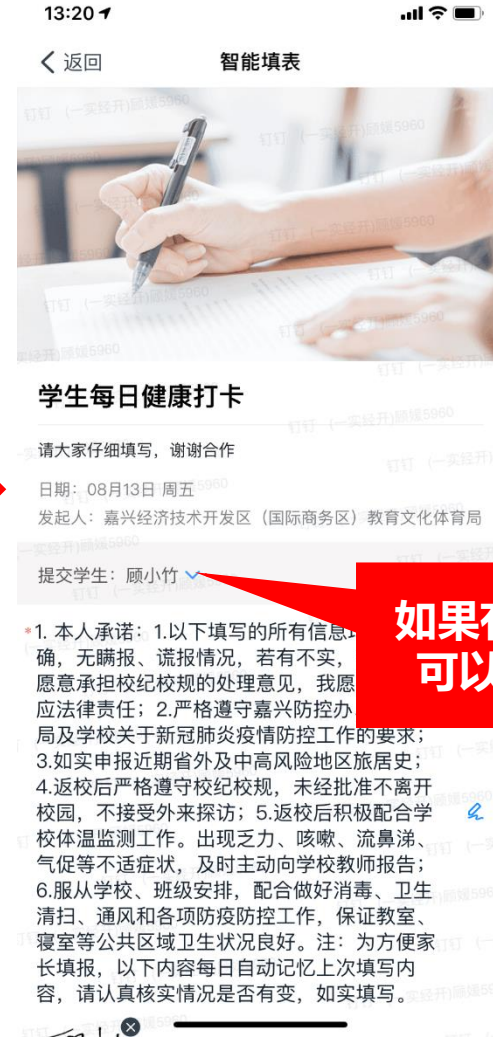 13:20
返回
智能填表
学生每日健康打卡
请大家仔细填写，谢谢合作
日期：08月13日 周五
发起人：嘉兴经济技术开发区（国际商务区）教育文化体育局
提交学生：顾小竹
如果
可以
*1. 本人承诺：1.以下填写的所有信息
确，无瞒报、谎报情况，若有不实，
愿意承担校纪校规的处理意见，我愿
应法律责任；2.严格遵守嘉兴防控办
局及学校关于新冠肺炎疫情防控工作的要求；
3.如实申报近期省外及中高风险地区旅居史；
4.返校后严格遵守校纪校规，未经批准不离开
校园，不接受外来探访；5.返校后积极配合学
校体温监测工作。出现乏力、咳嗽、流鼻涕、
气促等不适症状，及时主动向学校教师报告；
6.服从学校、班级安排，配合做好消毒、卫生
清扫、通风和各项防疫防控工作，保证教室、
寝室等公共区域卫生状况良好。注：为方便家
长填报，以下内容每日自动记忆上次填写内
容，请认真核实情况是否有变，如实填写。